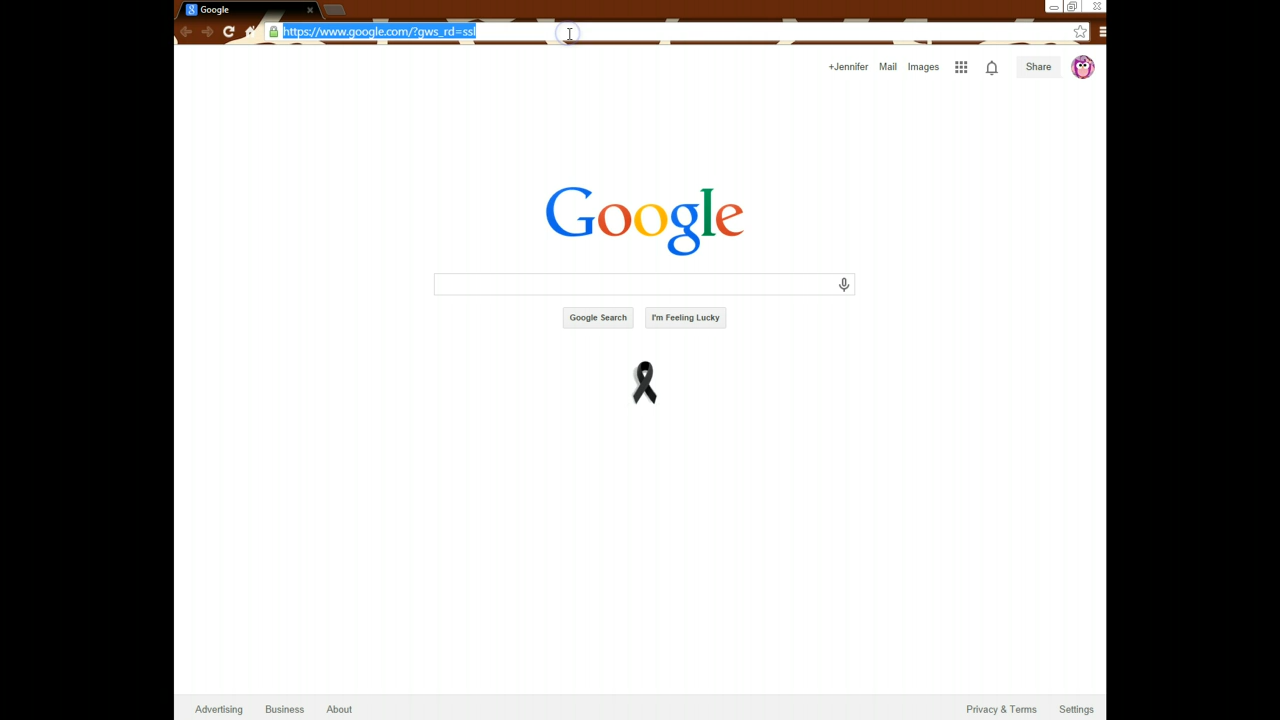 Google
https://www.google.com/?gws_rd=ssl
+Jennifer Mail Images Share
Google
Google Search I'm Feeling Lucky
Advertising Business About Privacy & Terms Settings